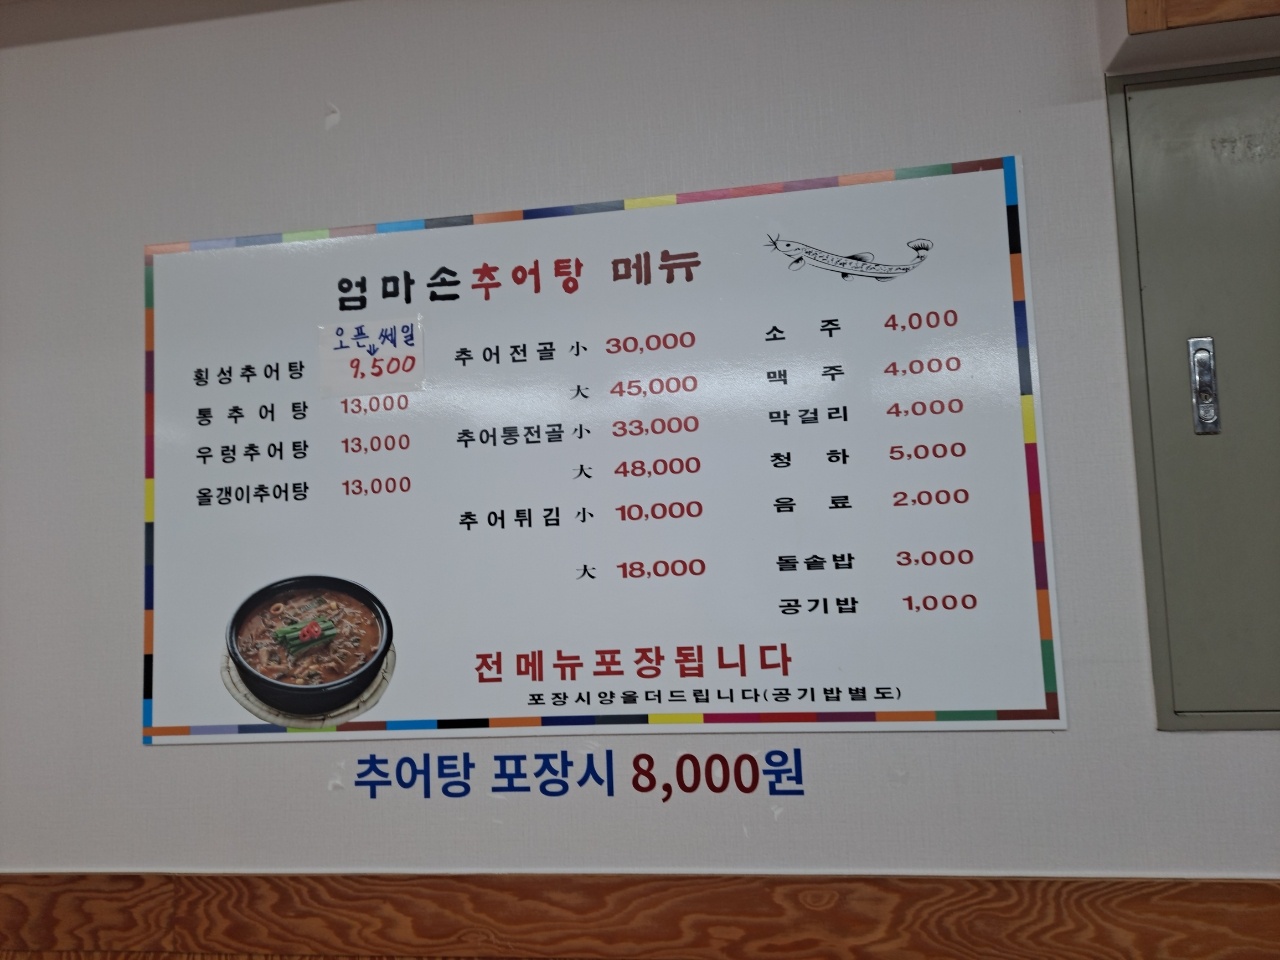 엄마손추어탕 메뉴
오픈 쎄일
횡성추어탕 9,500
통추어탕 13,000
우렁추어탕 13,000
올갱이추어탕 13,000
추어전골 小 30,000
大 45,000
추어통전골 小 33,000
大 48,000
추어튀김 小 10,000
大 18,000
소주 4,000
맥주 4,000
막걸리 4,000
청하 5,000
음료 2,000
돌솥밥 3,000
공기밥 1,000
전메뉴포장됩니다
포장시양을더드립니다(공기밥별도)
추어탕 포장시 8,000원